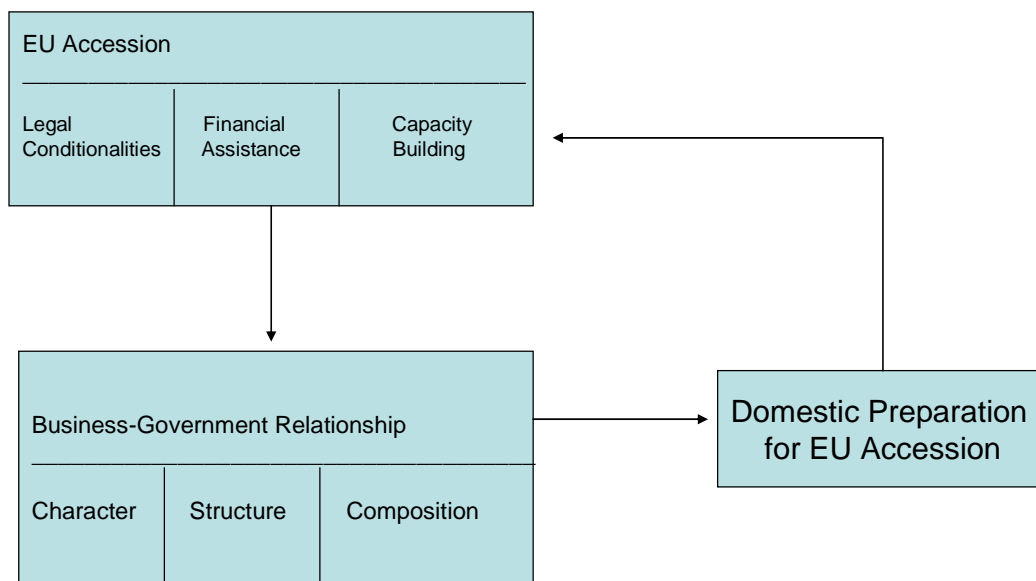 EU Accession
Legal
Conditionalities
Financial
Assistance
Capacity
Building
Business-Government Relationship
Character
Structure
Composition
Domestic Preparation
for EU Accession